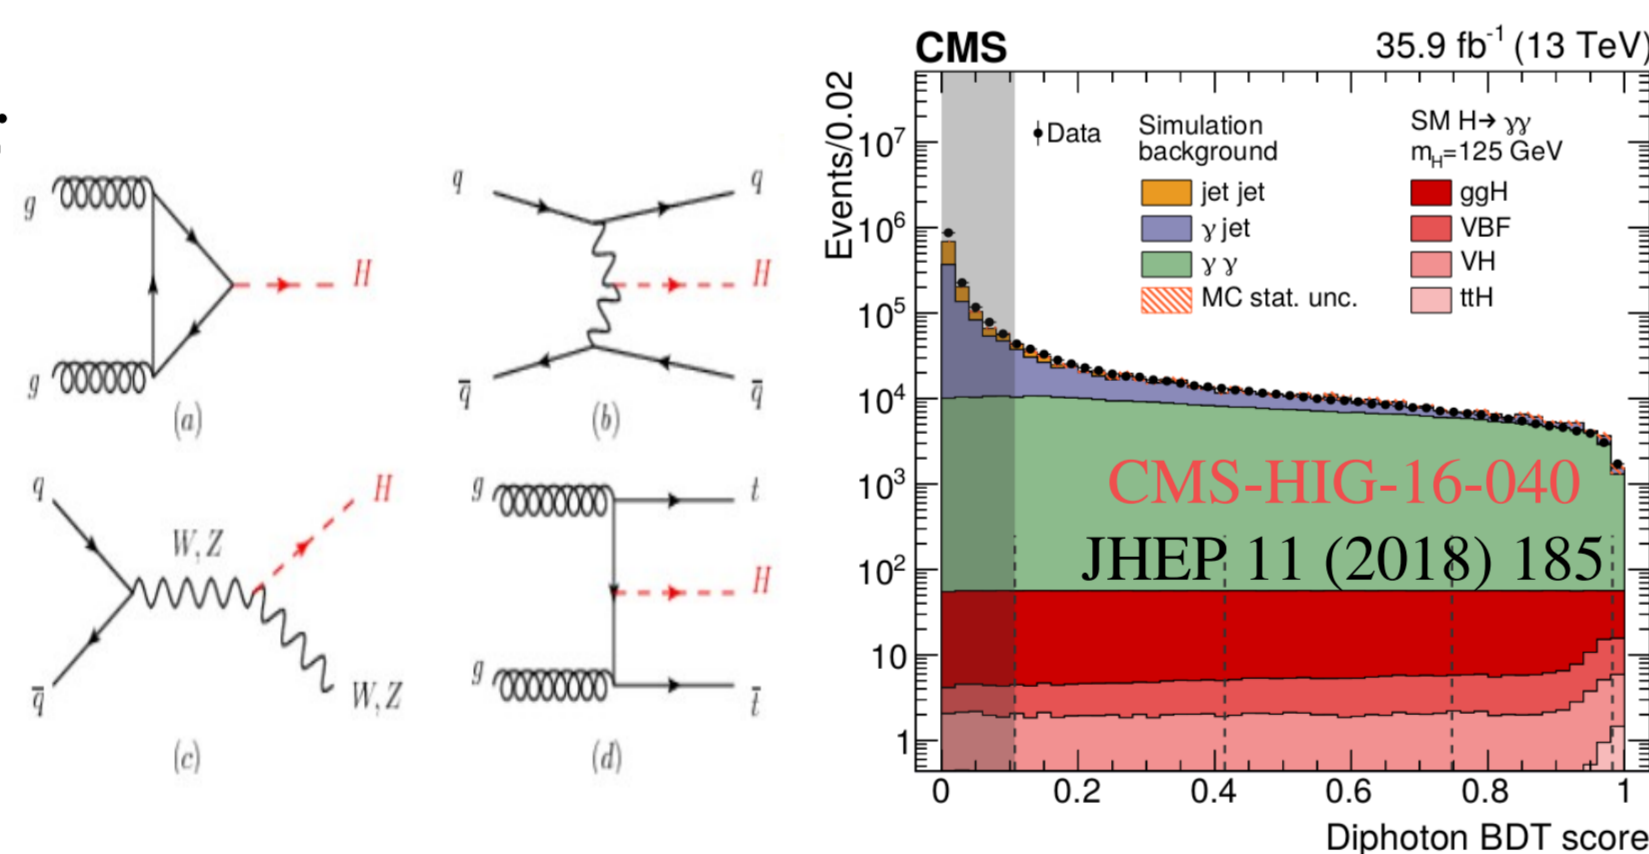 g
g
H
(a)
q
q
H
q̅
q̅
(b)
q
H
W, Z
q̅
W, Z
(c)
g
t
H
g
t̅
(d)
CMS
35.9 fb⁻¹ (13 TeV)
Events/0.02
10⁷
10⁶
10⁵
10⁴
10³
10²
10
1
Data
Simulation
background
jet jet
γ jet
γ γ
MC stat. unc.
SM H→ γγ
m_H=125 GeV
ggH
VBF
VH
ttH
CMS-HIG-16-040
JHEP 11 (2018) 185
0 0.2 0.4 0.6 0.8 1
Diphoton BDT score